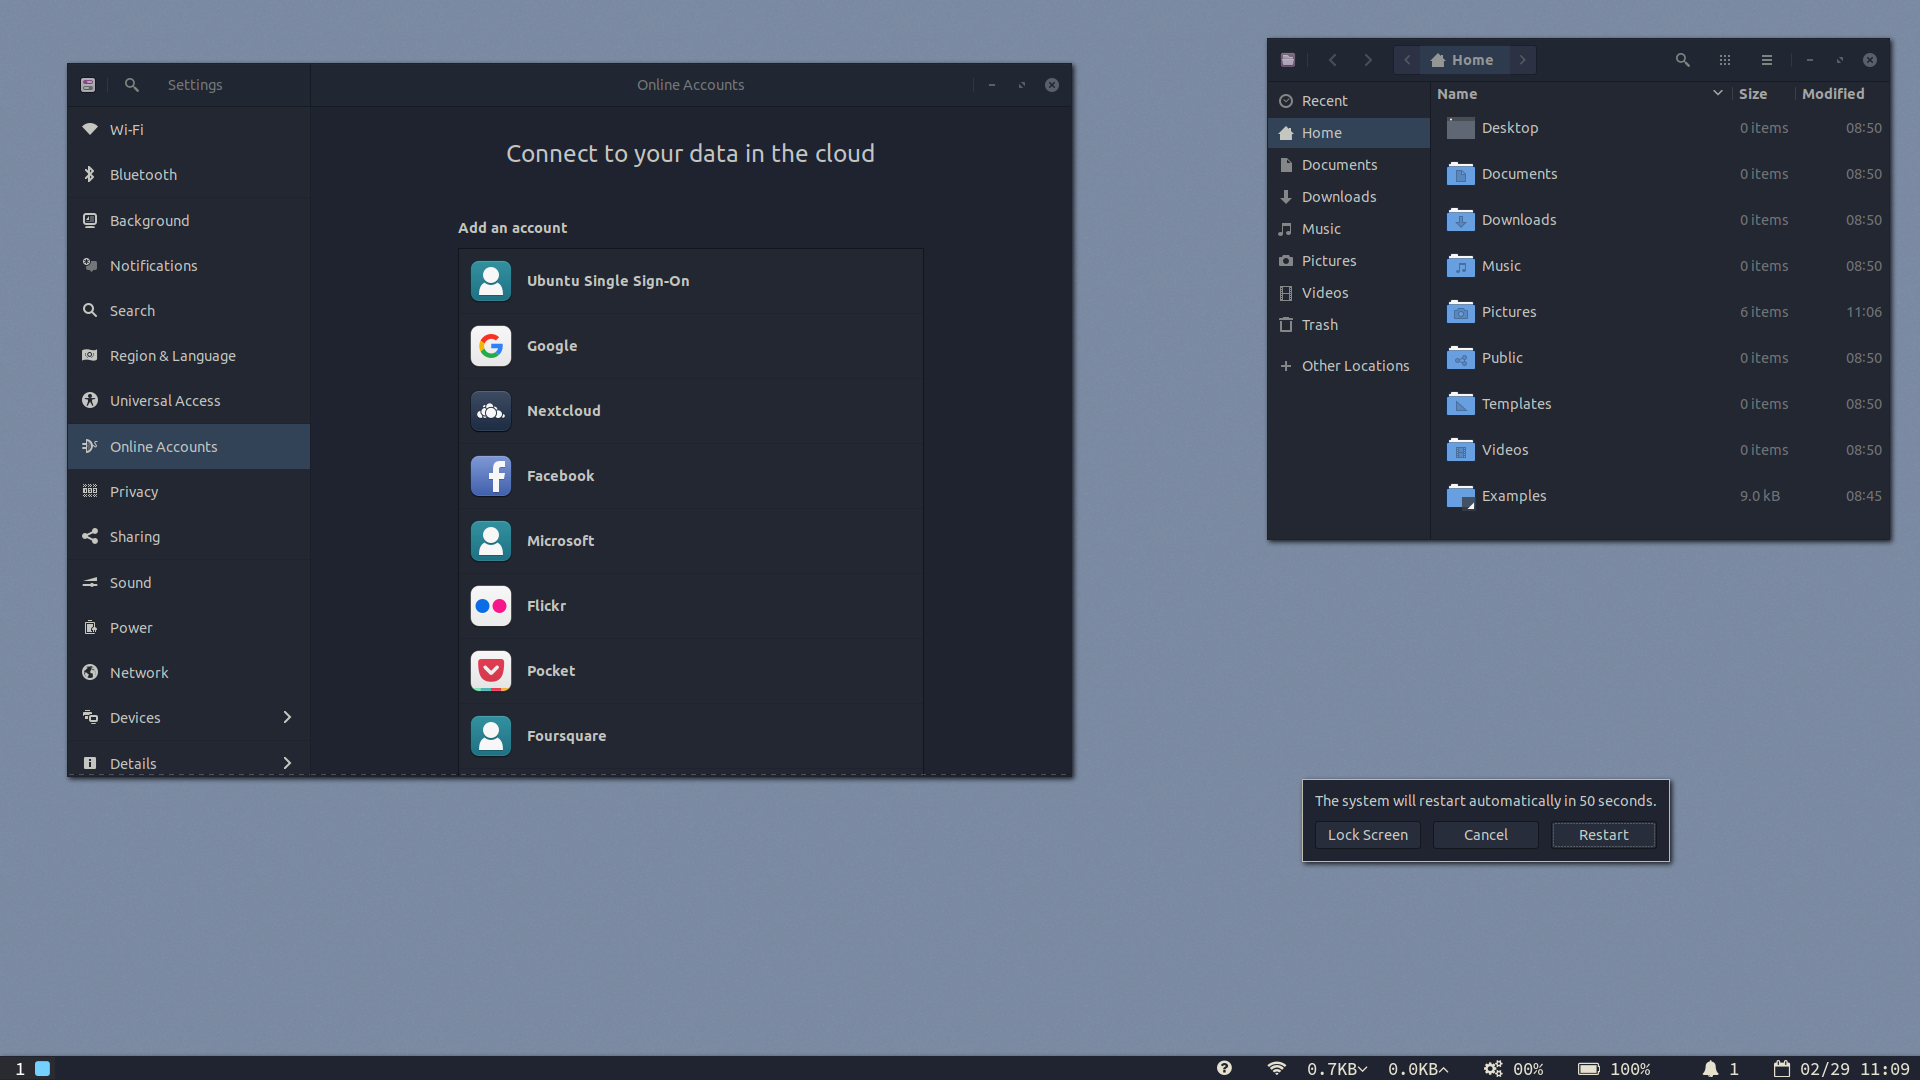 Settings
Online Accounts
Wi-Fi
Bluetooth
Background
Notifications
Search
Region & Language
Universal Access
Online Accounts
Privacy
Sharing
Sound
Power
Network
Devices
Details
Connect to your data in the cloud
Add an account
Ubuntu Single Sign-On
Google
Nextcloud
Facebook
Microsoft
Flickr
Pocket
Foursquare
Home
Recent
Home
Documents
Downloads
Music
Pictures
Videos
Trash
Other Locations
Name Size Modified
Desktop 0 items 08:50
Documents 0 items 08:50
Downloads 0 items 08:50
Music 0 items 08:50
Pictures 6 items 11:06
Public 0 items 08:50
Templates 0 items 08:50
Videos 0 items 08:50
Examples 9.0 kB 08:45
The system will restart automatically in 50 seconds.
Lock Screen Cancel Restart
1 0.7KB 0.0KB 00% 100% 1 02/29 11:09